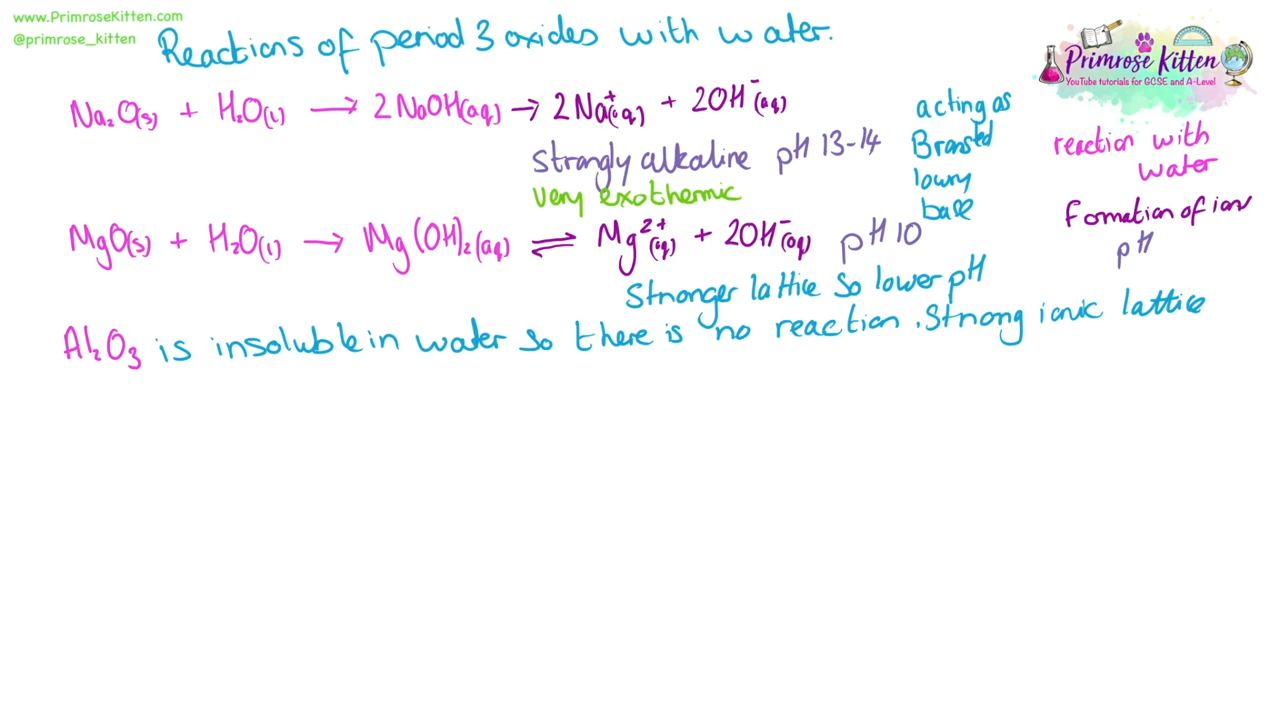 www.PrimroseKitten.com
@primrose_kitten
Reactions of period 3 oxides with water.
Primrose Kitten
YouTube tutorials for GCSE and A-Level
Na₂O(s) + H₂O(l) → 2NaOH(aq) → 2Na⁺(aq) + 2OH⁻(aq)
strongly alkaline pH 13-14
very exothermic
acting as
Bronsted
lowry
base
reaction with
water
Formation of ions
pH
MgO(s) + H₂O(l) → Mg(OH)₂(aq) ⇌ Mg²⁺(aq) + 2OH⁻(aq) pH 10
Stronger lattice so lower pH
Al₂O₃ is insoluble in water so there is no reaction. Strong ionic lattice